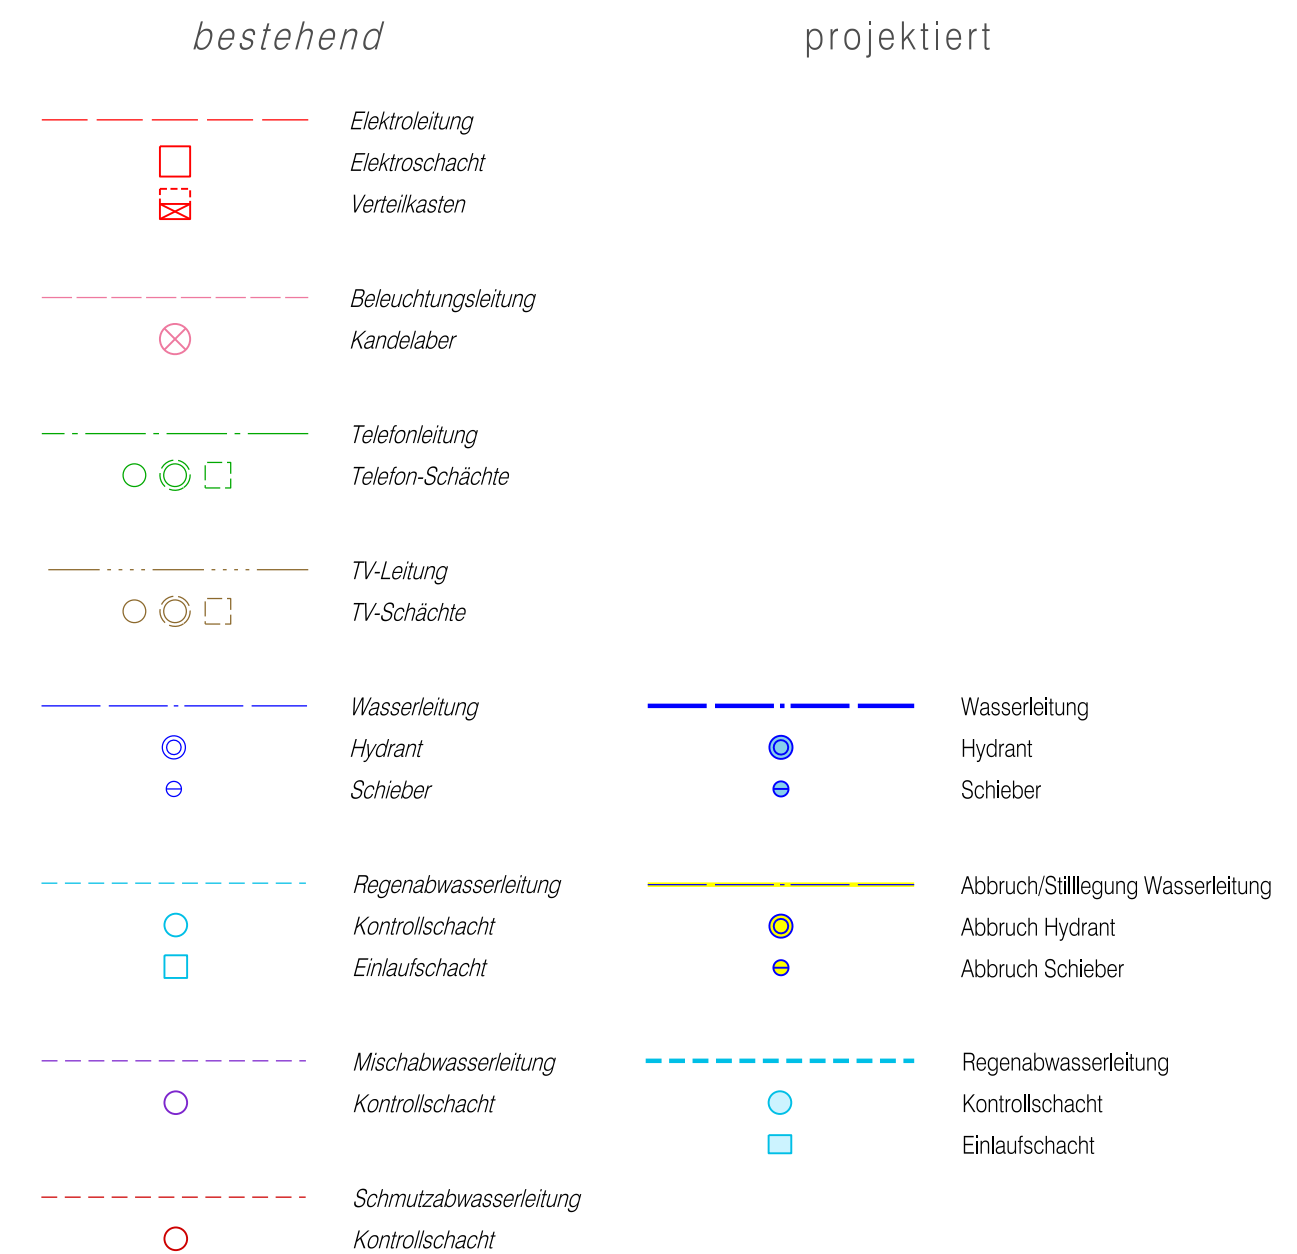 bestehend
projektiert
Elektroleitung
Elektroschacht
Verteilkasten
Beleuchtungsleitung
Kandelaber
Telefonleitung
Telefon-Schächte
TV-Leitung
TV-Schächte
Wasserleitung
Hydrant
Schieber
Regenabwasserleitung
Kontrollschacht
Einlaufschacht
Mischabwasserleitung
Kontrollschacht
Schmutzabwasserleitung
Kontrollschacht
Wasserleitung
Hydrant
Schieber
Abbruch/Stilllegung Wasserleitung
Abbruch Hydrant
Abbruch Schieber
Regenabwasserleitung
Kontrollschacht
Einlaufschacht